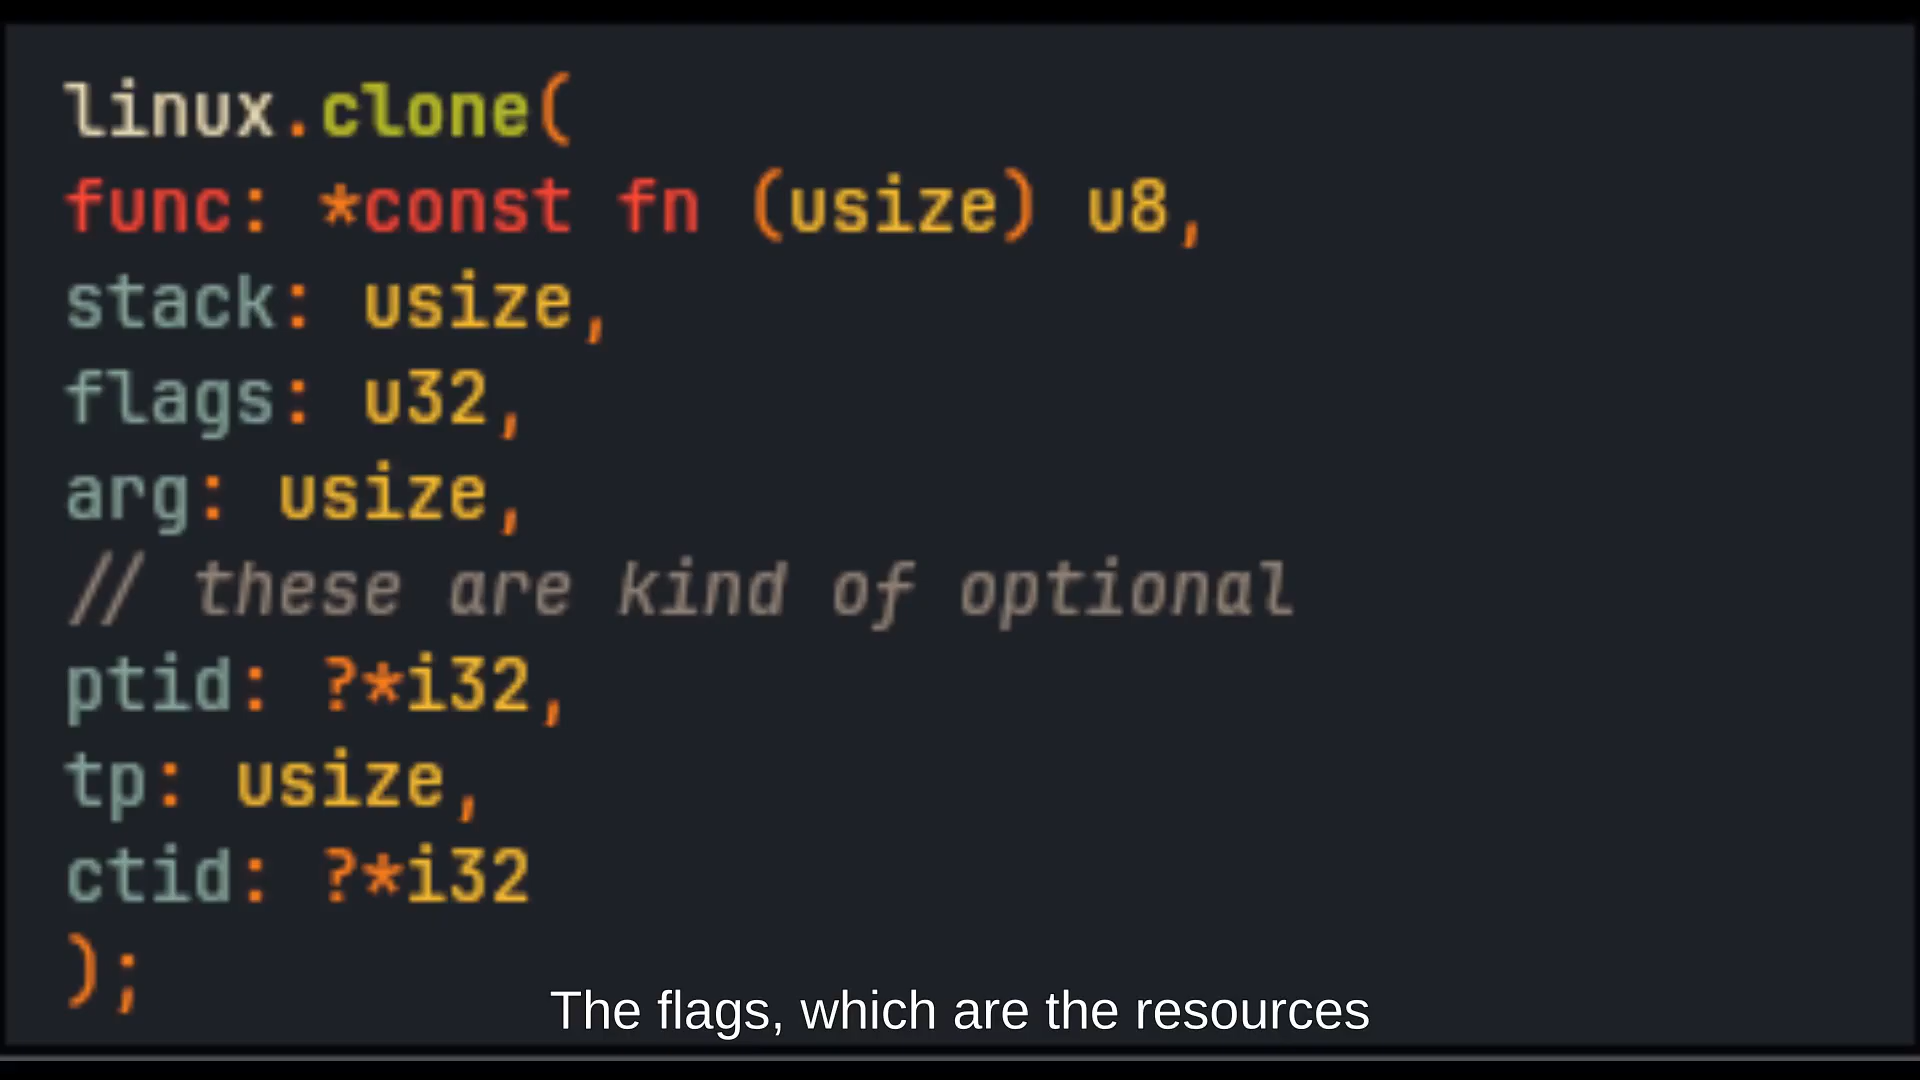 linux.clone(
func: *const fn (usize) u8,
stack: usize,
flags: u32,
arg: usize,
// these are kind of optional
ptid: ?*i32,
tp: usize,
ctid: ?*i32
);
The flags, which are the resources